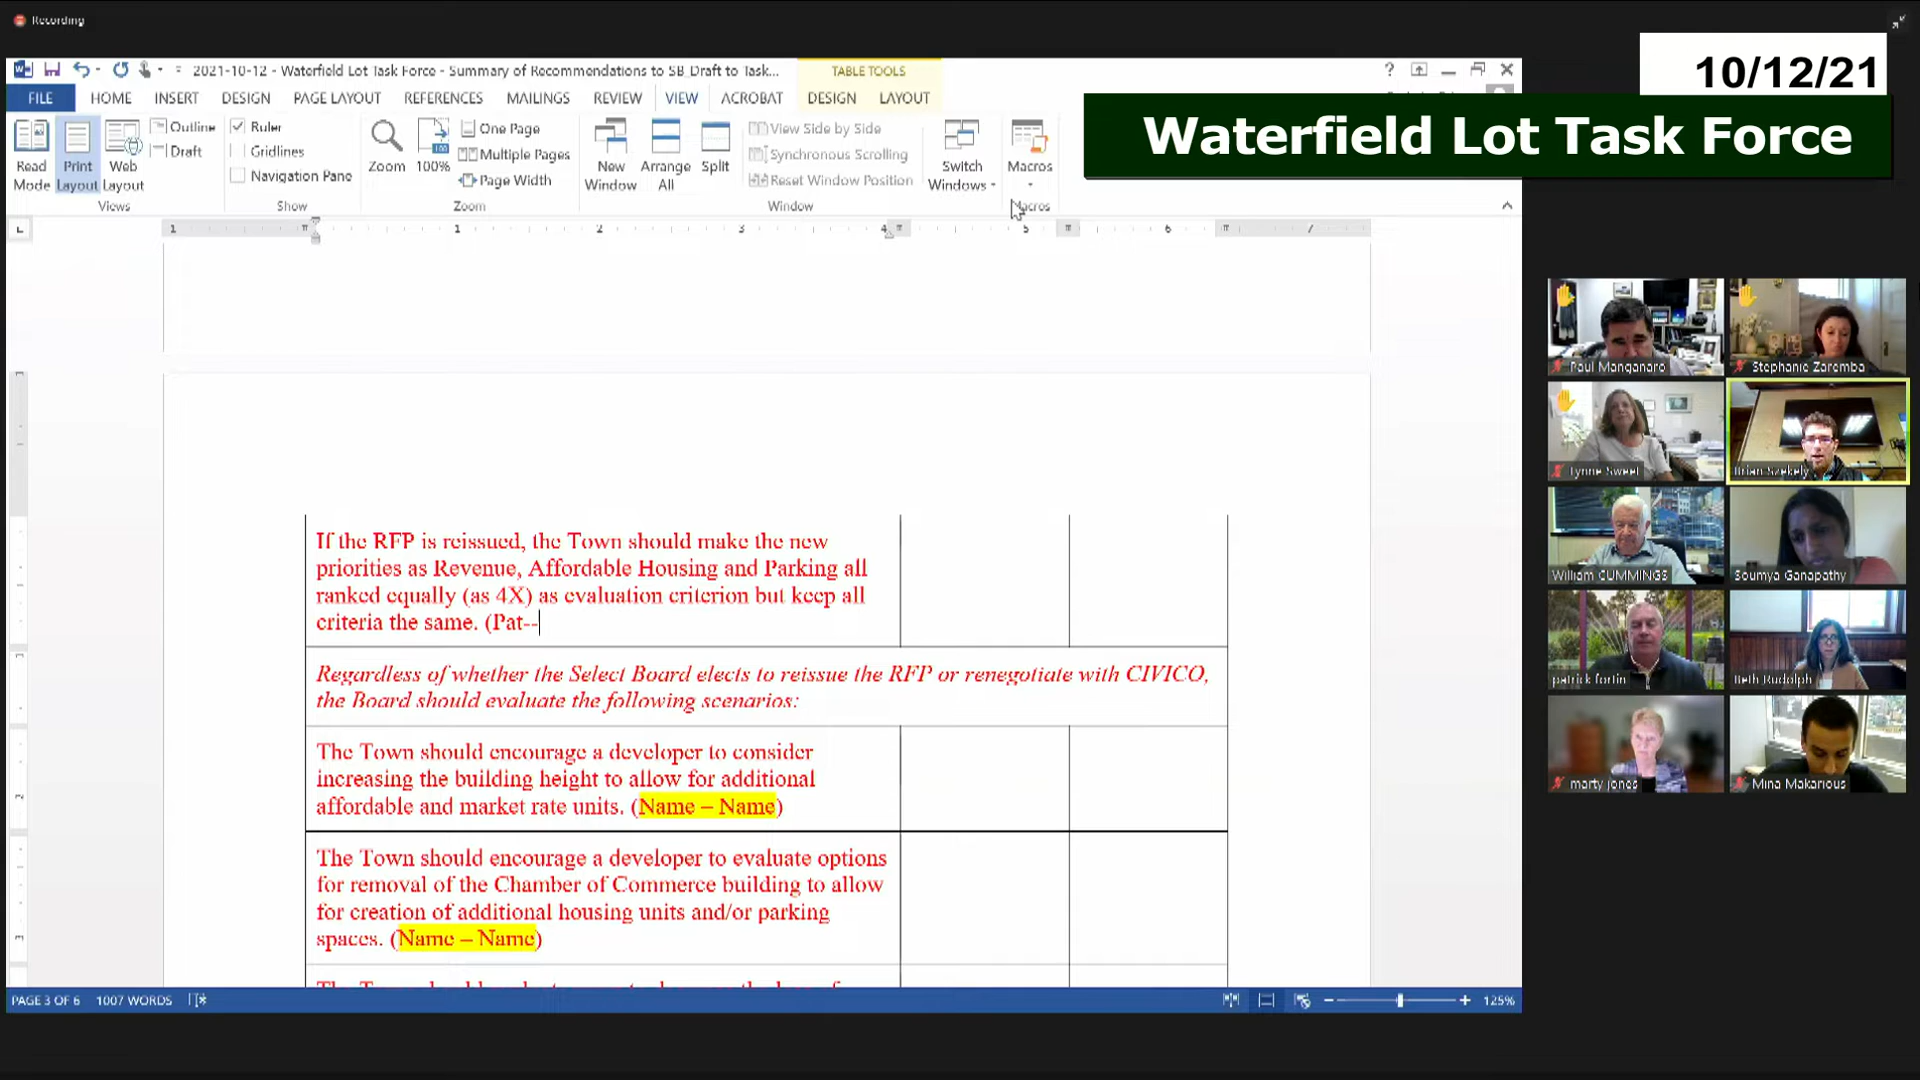 Recording
10/12/21
Waterfield Lot Task Force
2021-10-12 - Waterfield Lot Task Force - Summary of Recommendations to SB_Draft to Task...
TABLE TOOLS
FILE HOME INSERT DESIGN PAGE LAYOUT REFERENCES MAILINGS REVIEW VIEW ACROBAT DESIGN LAYOUT
Read Mode
Print Layout
Web Layout
Outline
Draft
Views
Ruler
Gridlines
Navigation Pane
Show
Zoom
100%
One Page
Multiple Pages
Page Width
Zoom
New Window
Arrange All
Split
View Side by Side
Synchronous Scrolling
Reset Window Position
Window
Switch Windows
Macros
Macros
1 1 2 3 4 5 6 7
If the RFP is reissued, the Town should make the new
priorities as Revenue, Affordable Housing and Parking all
ranked equally (as 4X) as evaluation criterion but keep all
criteria the same. (Pat--
Regardless of whether the Select Board elects to reissue the RFP or renegotiate with CIVICO,
the Board should evaluate the following scenarios:
The Town should encourage a developer to consider
increasing the building height to allow for additional
affordable and market rate units. (Name – Name)
The Town should encourage a developer to evaluate options
for removal of the Chamber of Commerce building to allow
for creation of additional housing units and/or parking
spaces. (Name – Name)
PAGE 3 OF 6 1007 WORDS
125%
Paul Manganaro
Stephanie Zaremba
Lynne Sweet
Brian Szekely
William CUMMINGS
Soumya Ganapathy
patrick fortin
Beth Rudolph
marty jones
Mina Makarious